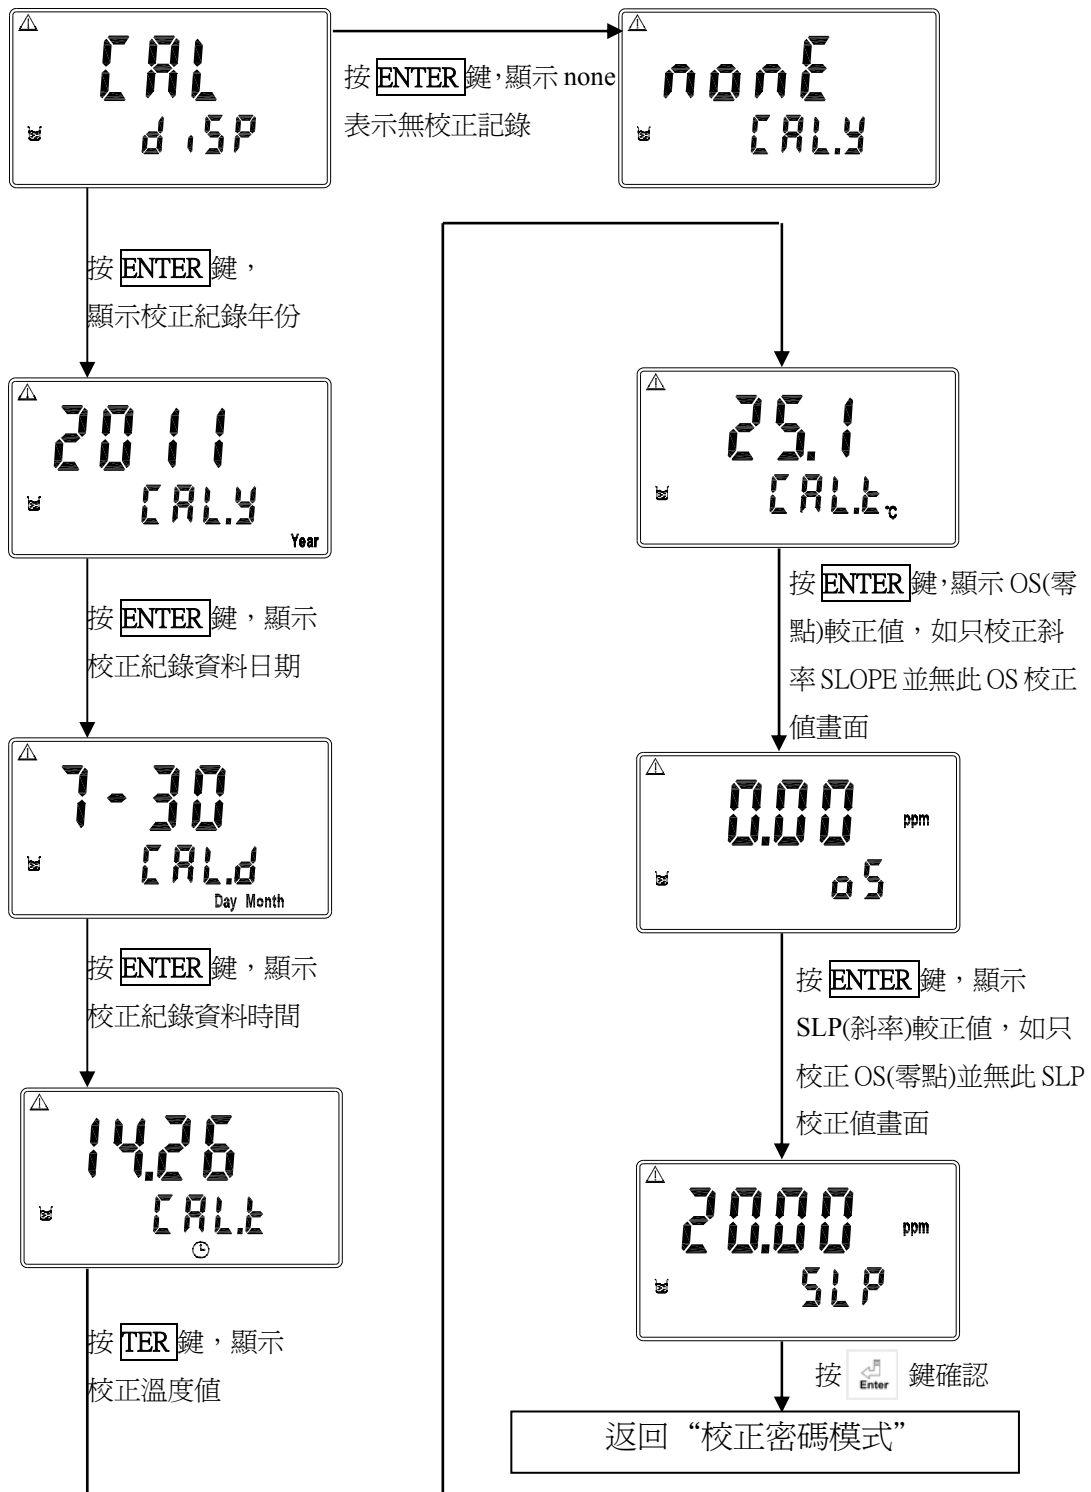 CAL
diSP
按 ENTER 鍵,顯示 none
表示無校正記錄
nonE
CAL.y
按 ENTER 鍵，
顯示校正紀錄年份
2011
CAL.y
Year
按 ENTER 鍵，顯示
校正紀錄資料日期
7-30
CAL.d
Day Month
按 ENTER 鍵，顯示
校正紀錄資料時間
14.26
CAL.t
按 TER 鍵，顯示
校正溫度值
25.1
CAL.t ℃
按 ENTER 鍵,顯示 OS(零
點)較正值，如只校正斜
率 SLOPE 並無此 OS 校正
值畫面
0.00 ppm
oS
按 ENTER 鍵，顯示
SLP(斜率)較正值，如只
校正 OS(零點)並無此 SLP
校正值畫面
20.00 ppm
SLP
按 Enter 鍵確認
返回“校正密碼模式”